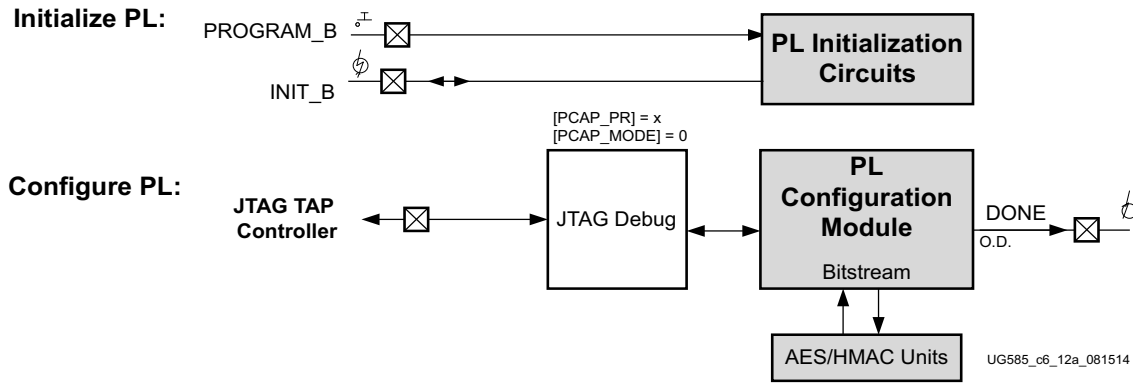 Initialize PL:
PROGRAM_B
INIT_B
PL Initialization
Circuits
[PCAP_PR] = x
[PCAP_MODE] = 0
Configure PL:
JTAG TAP
Controller
JTAG Debug
PL
Configuration
Module
Bitstream
DONE
O.D.
AES/HMAC Units
UG585_c6_12a_081514